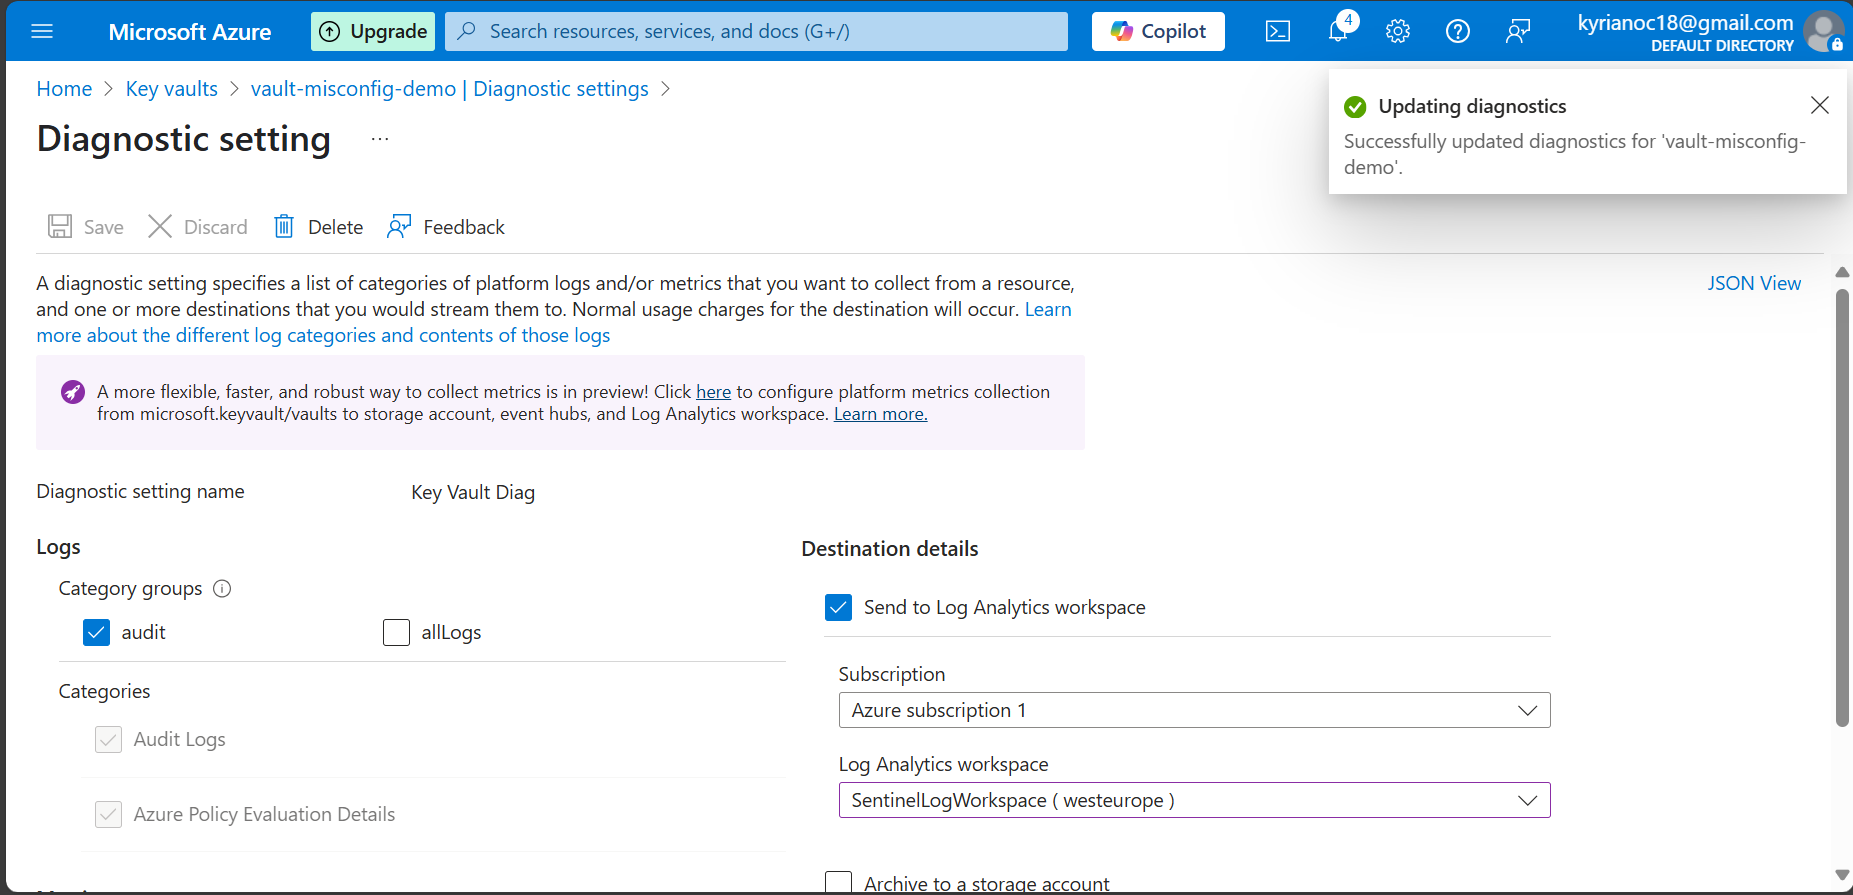 Microsoft Azure
Upgrade
Search resources, services, and docs (G+/)
Copilot
4
kyrianoc18@gmail.com
DEFAULT DIRECTORY
Home > Key vaults > vault-misconfig-demo | Diagnostic settings >
Diagnostic setting ...
Updating diagnostics
Successfully updated diagnostics for 'vault-misconfig-
demo'.
Save Discard Delete Feedback
A diagnostic setting specifies a list of categories of platform logs and/or metrics that you want to collect from a resource,
and one or more destinations that you would stream them to. Normal usage charges for the destination will occur. Learn
more about the different log categories and contents of those logs
JSON View
A more flexible, faster, and robust way to collect metrics is in preview! Click here to configure platform metrics collection
from microsoft.keyvault/vaults to storage account, event hubs, and Log Analytics workspace. Learn more.
Diagnostic setting name
Key Vault Diag
Logs
Category groups
audit
allLogs
Categories
Audit Logs
Azure Policy Evaluation Details
Destination details
Send to Log Analytics workspace
Subscription
Azure subscription 1
Log Analytics workspace
SentinelLogWorkspace ( westeurope )
Archive to a storage account